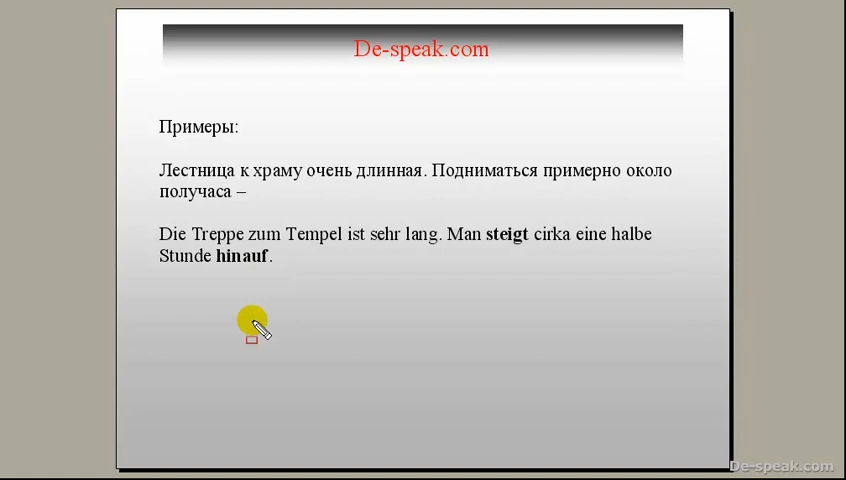 De-speak.com
Примеры:
Лестница к храму очень длинная. Подниматься примерно около
получаса –
Die Treppe zum Tempel ist sehr lang. Man steigt cirka eine halbe
Stunde hinauf.
De-speak.com